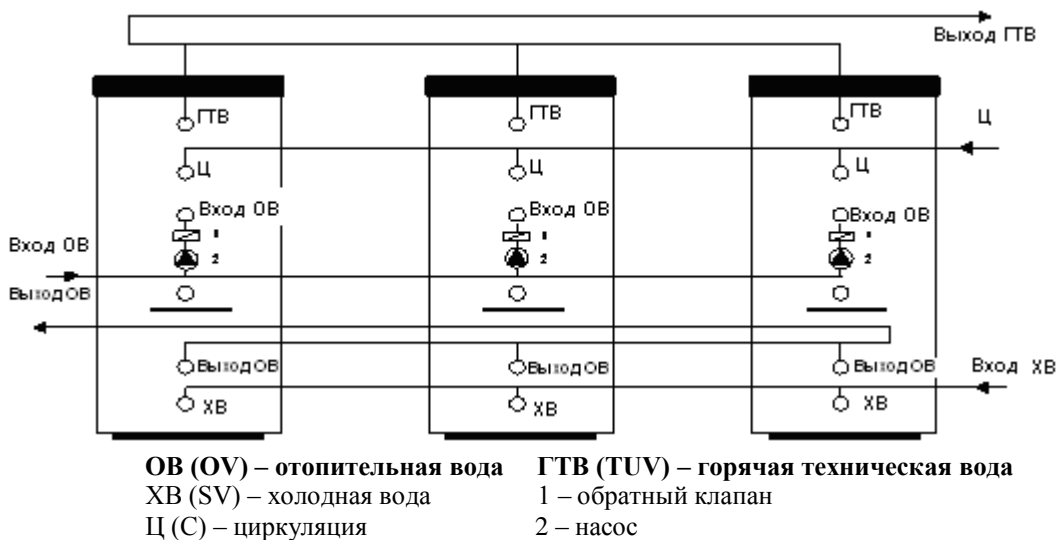 Выход ГТВ
ГТВ ГТВ ГТВ Ц
Ц Ц Ц
Вход ОВ Вход ОВ Вход ОВ
1 1 1
Вход ОВ
2 2 2
Выход ОВ
Выход ОВ Выход ОВ Выход ОВ Вход ХВ
ХВ ХВ ХВ
ОВ (OV) – отопительная вода ГТВ (TUV) – горячая техническая вода
ХВ (SV) – холодная вода 1 – обратный клапан
Ц (C) – циркуляция 2 – насос